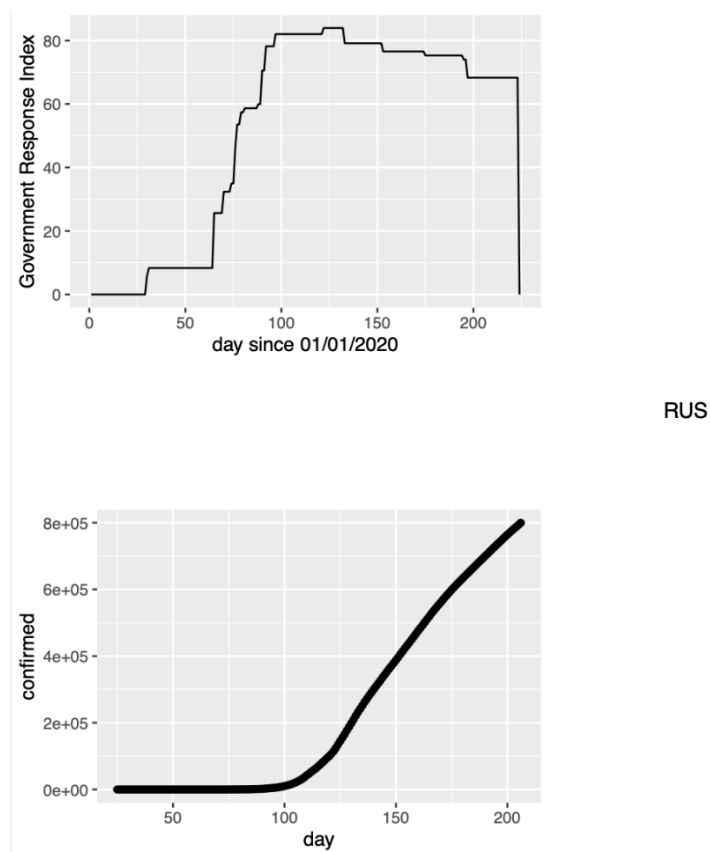 Government Response Index
80
60
40
20
0
0 50 100 150 200
day since 01/01/2020
RUS
confirmed
8e+05
6e+05
4e+05
2e+05
0e+00
50 100 150 200
day